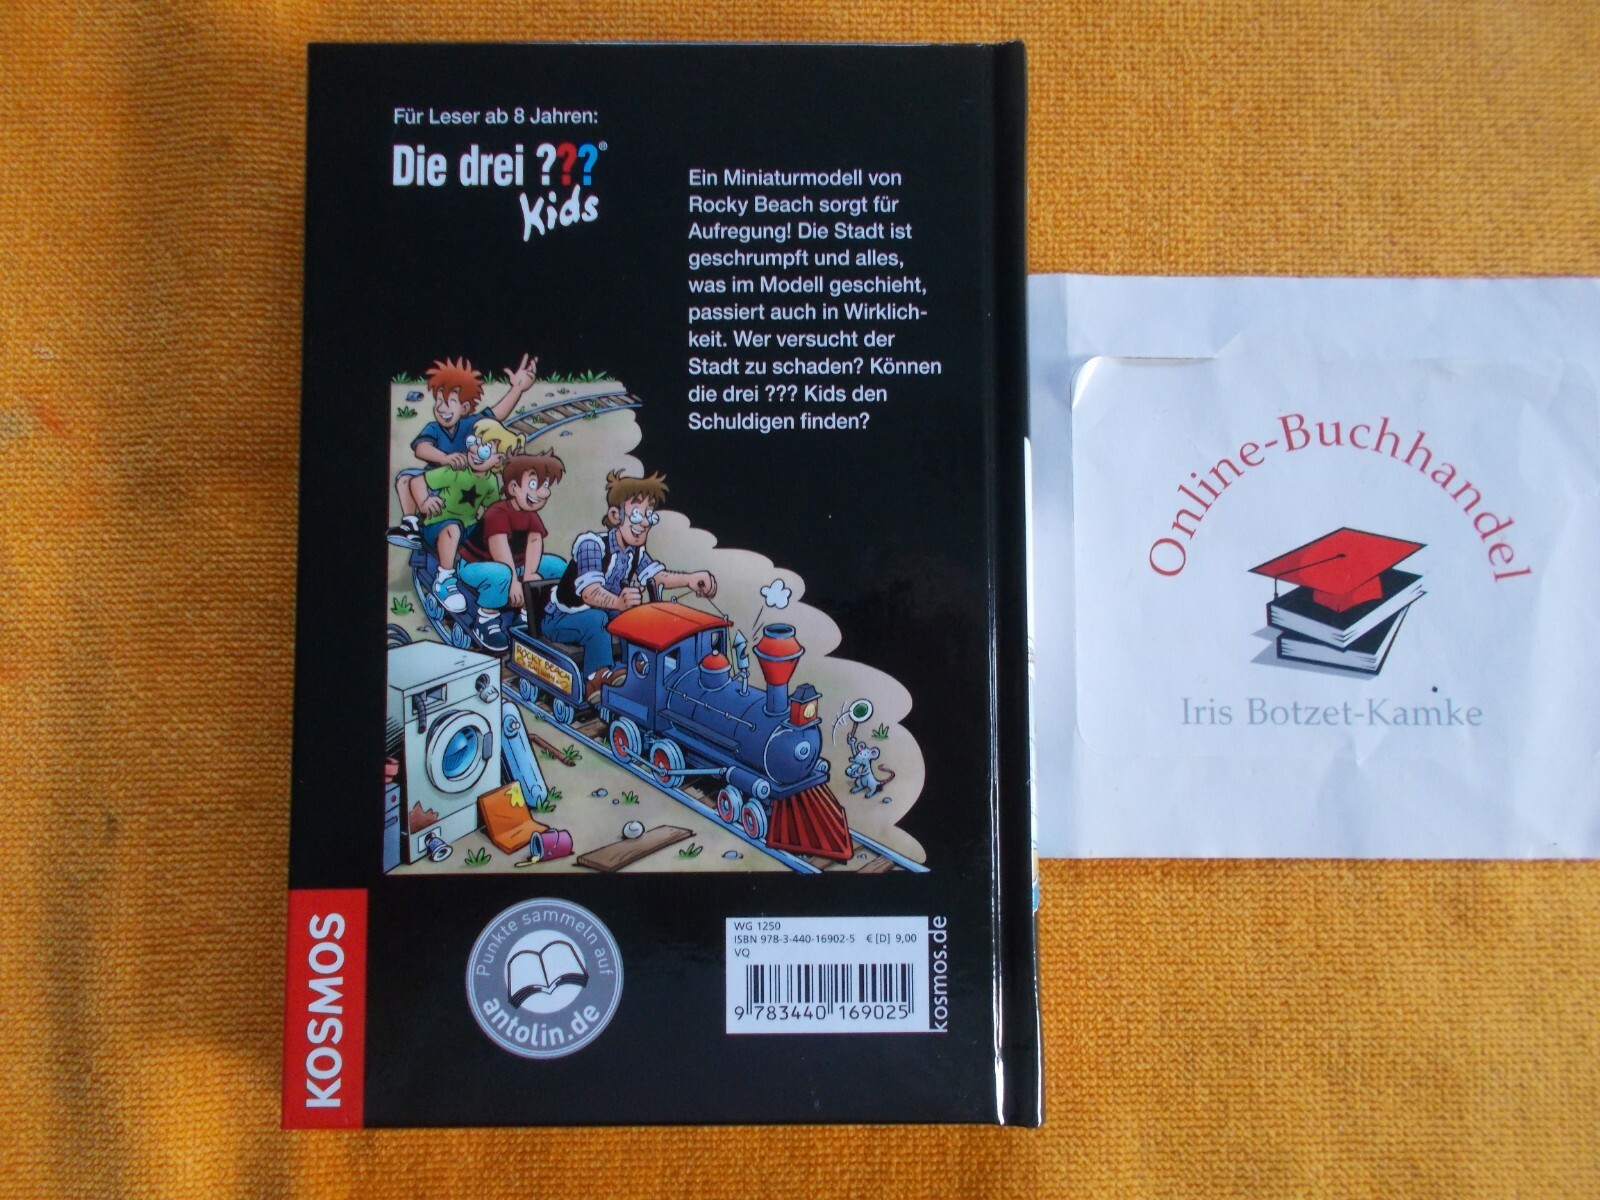 Für Leser ab 8 Jahren:
Die drei ???®
Kids
Ein Miniaturmodell von
Rocky Beach sorgt für
Aufregung! Die Stadt ist
geschrumpft und alles,
was im Modell geschieht,
passiert auch in Wirklich-
keit. Wer versucht der
Stadt zu schaden? Können
die drei ??? Kids den
Schuldigen finden?
ROCKY BEACH
KOSMOS
Punkte sammeln auf
antolin.de
WG 1250
ISBN 978-3-440-16902-5 € [D] 9,00
VQ
9 783440 169025
kosmos.de
Online-Buchhandel
Iris Botzet-Kamke